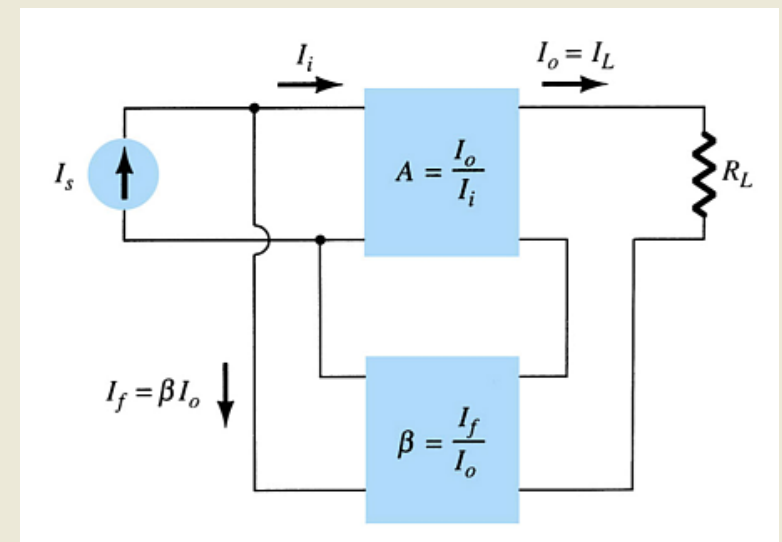 I_i
I_o = I_L
I_s
A = I_o / I_i
R_L
I_f = βI_o
β = I_f / I_o